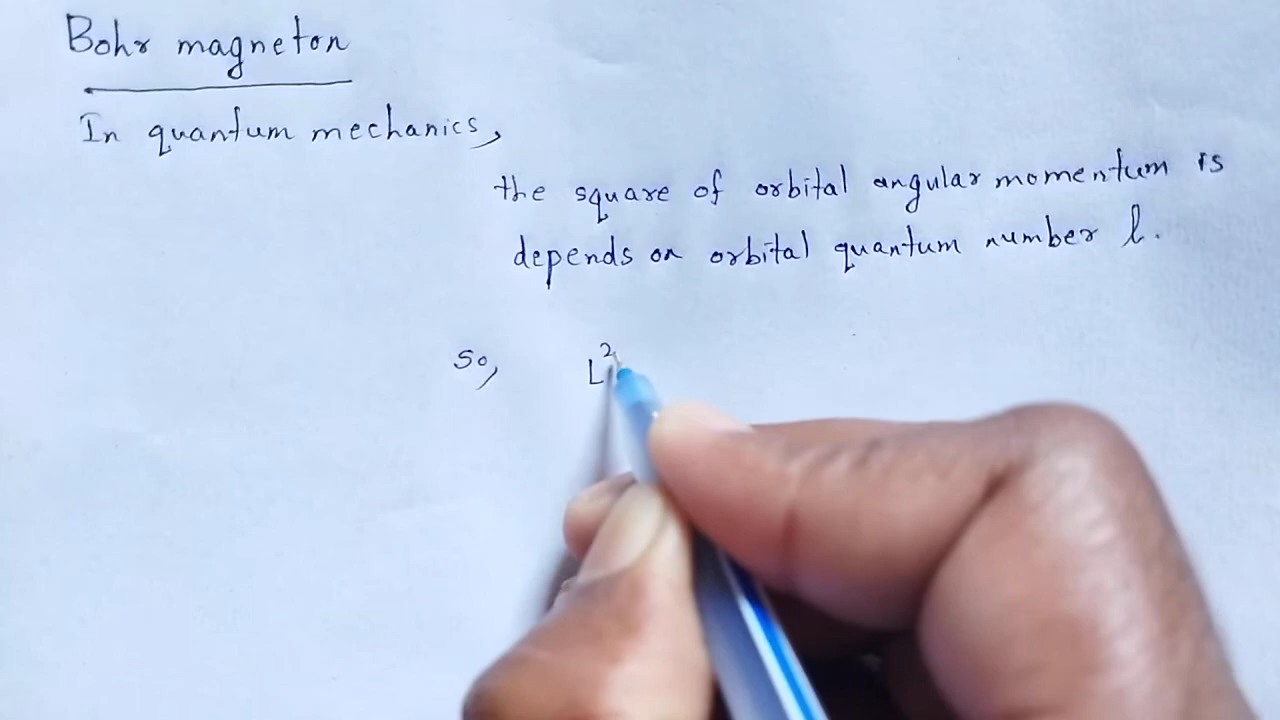 Bohr magneton
In quantum mechanics,
the square of orbital angular momentum is
depends on orbital quantum number l.
So, L²